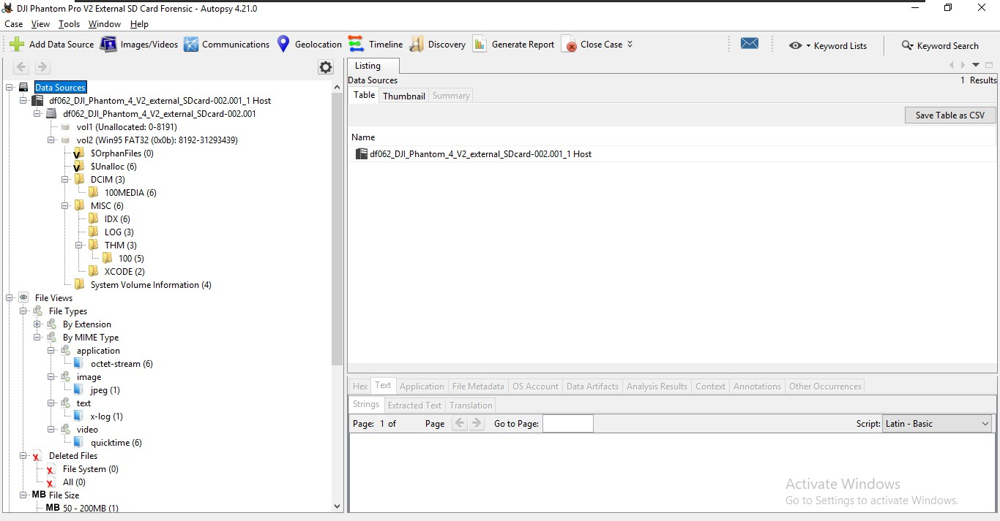 DJI Phantom Pro V2 External SD Card Forensic - Autopsy 4.21.0
Case View Tools Window Help
Add Data Source Images/Videos Communications Geolocation Timeline Discovery Generate Report Close Case Keyword Lists Keyword Search
Data Sources
df062_DJI_Phantom_4_V2_external_SDcard-002.001_1 Host
df062_DJI_Phantom_4_V2_external_SDcard-002.001
vol1 (Unallocated: 0-8191)
vol2 (Win95 FAT32 (0x0b): 8192-31293439)
$OrphanFiles (0)
$Unalloc (6)
DCIM (3)
100MEDIA (6)
MISC (6)
IDX (6)
LOG (3)
THM (3)
100 (5)
XCODE (2)
System Volume Information (4)
File Views
File Types
By Extension
By MIME Type
application
octet-stream (6)
image
jpeg (1)
text
x-log (1)
video
quicktime (6)
Deleted Files
File System (0)
All (0)
MB File Size
MB 50 - 200MB (1)
Listing
Data Sources 1 Results
Table Thumbnail Summary
Save Table as CSV
Name
df062_DJI_Phantom_4_V2_external_SDcard-002.001_1 Host
Hex Text Application File Metadata OS Account Data Artifacts Analysis Results Context Annotations Other Occurrences
Strings Extracted Text Translation
Page: 1 of Page Go to Page: Script: Latin - Basic
Activate Windows
Go to Settings to activate Windows.